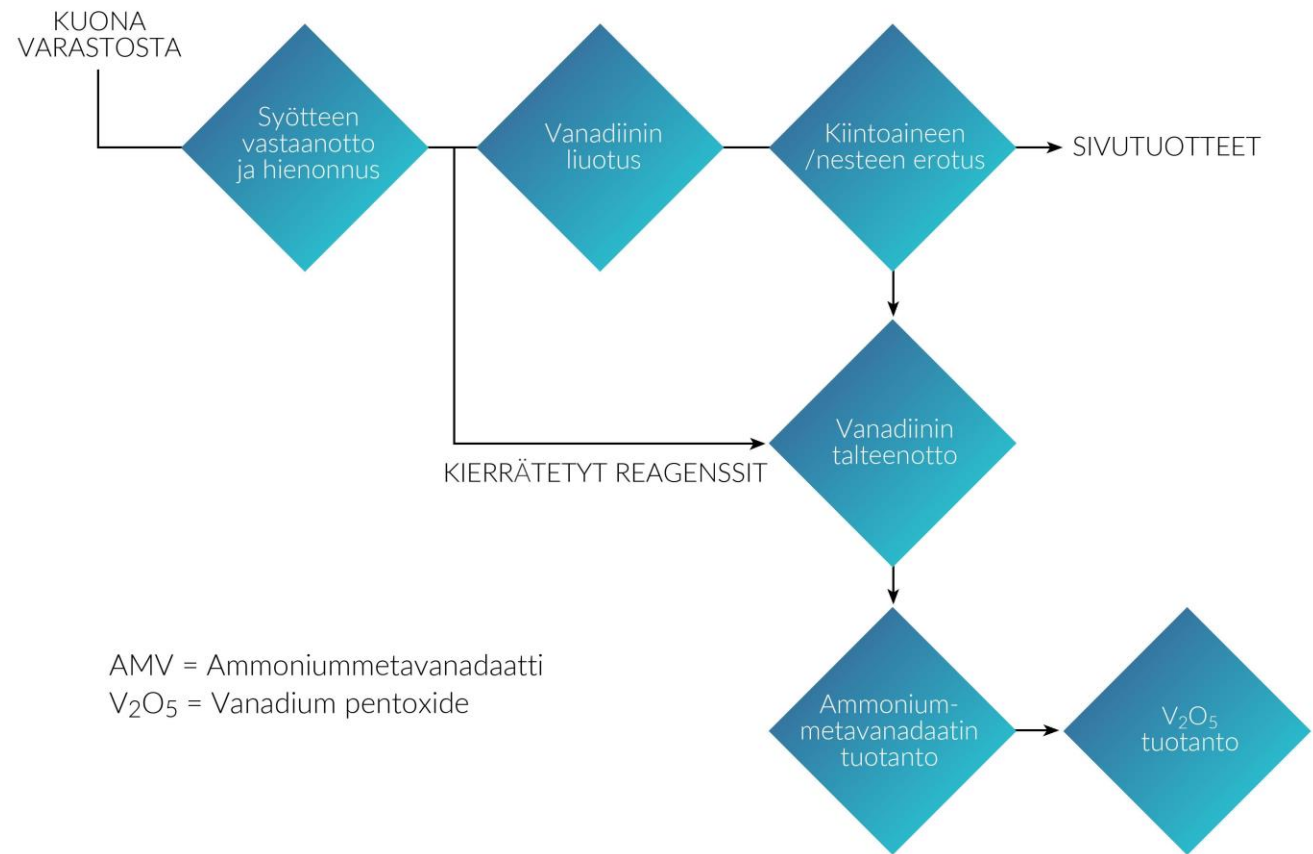 KUONA
VARASTOSTA
Syötteen
vastaanotto
ja hienonnus
Vanadiinin
liuotus
Kiintoaineen
/nesteen erotus
SIVUTUOTTEET
Vanadiinin
talteenotto
KIERRÄTETYT REAGENSSIT
AMV = Ammoniummetavanadaatti
V₂O₅ = Vanadium pentoxide
Ammonium-
metavanadaatin
tuotanto
V₂O₅
tuotanto